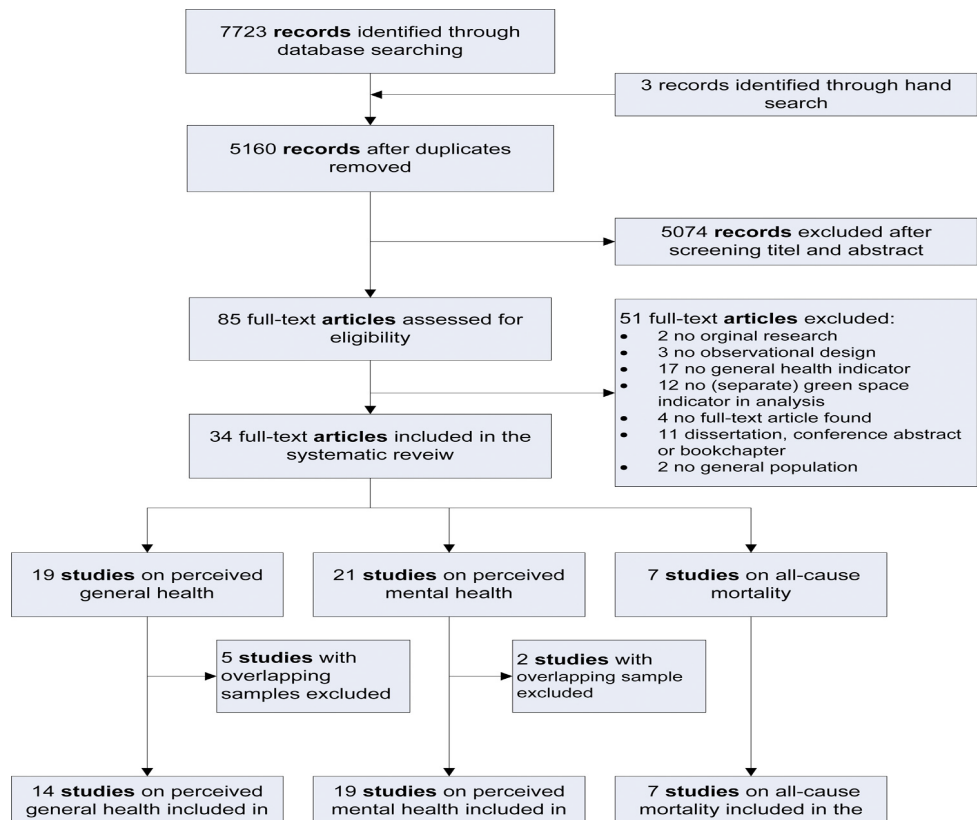 7723 records identified through
database searching
3 records identified through hand
search
5160 records after duplicates
removed
5074 records excluded after
screening titel and abstract
85 full-text articles assessed for
eligibility
51 full-text articles excluded:
• 2 no orginal research
• 3 no observational design
• 17 no general health indicator
• 12 no (separate) green space
indicator in analysis
• 4 no full-text article found
• 11 dissertation, conference abstract
or bookchapter
• 2 no general population
34 full-text articles included in the
systematic reveiw
19 studies on perceived
general health
21 studies on perceived
mental health
7 studies on all-cause
mortality
5 studies with
overlapping
samples excluded
2 studies with
overlapping sample
excluded
14 studies on perceived
general health included in
19 studies on perceived
mental health included in
7 studies on all-cause
mortality included in the